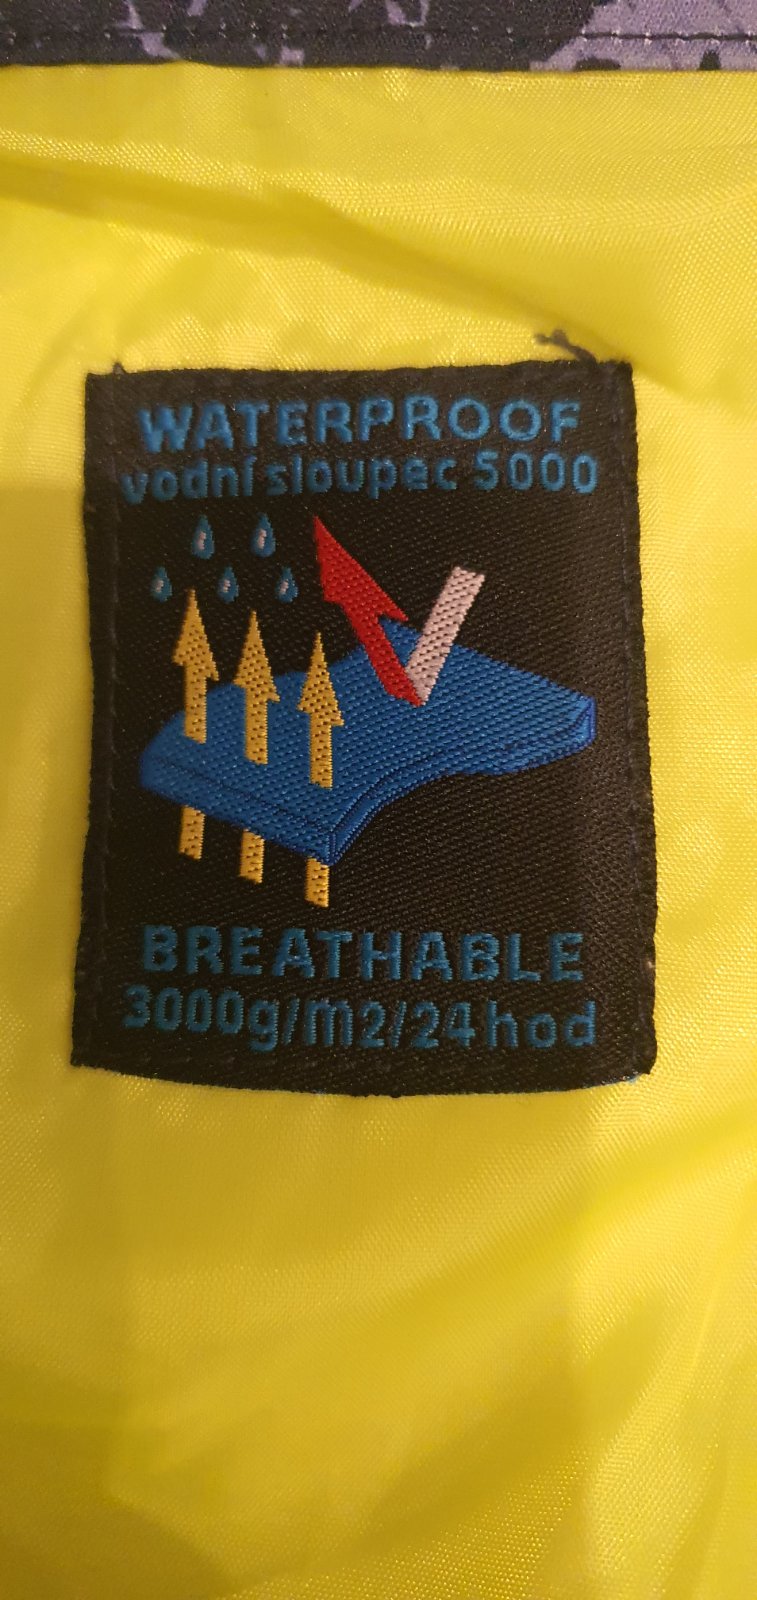 WATERPROOF
vodní sloupec 5000
BREATHABLE
3000g/m2/24hod